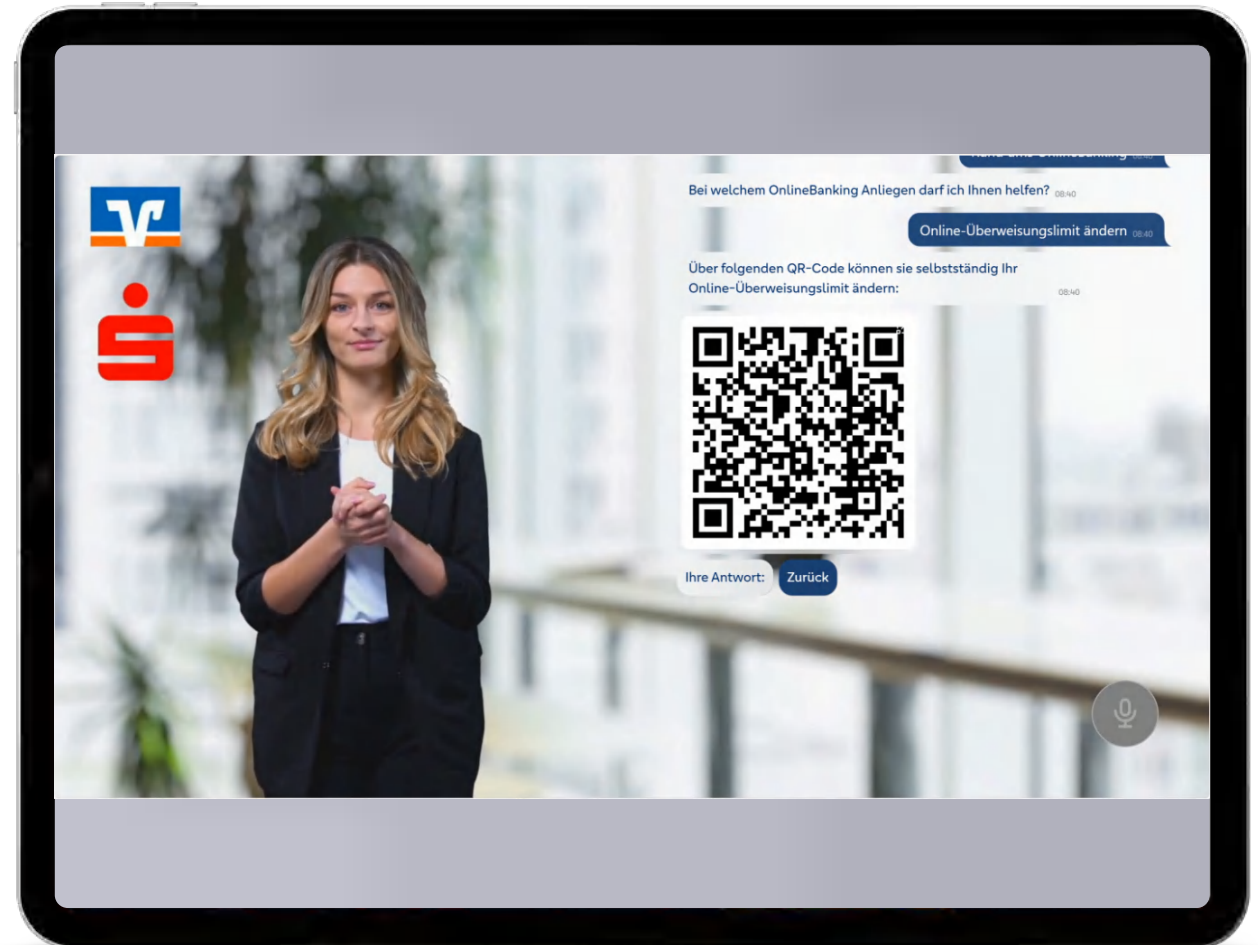 Bei welchem OnlineBanking Anliegen darf ich Ihnen helfen? 08:40
Online-Überweisungslimit ändern 08:40
Über folgenden QR-Code können sie selbstständig Ihr
Online-Überweisungslimit ändern: 08:40
Ihre Antwort: Zurück